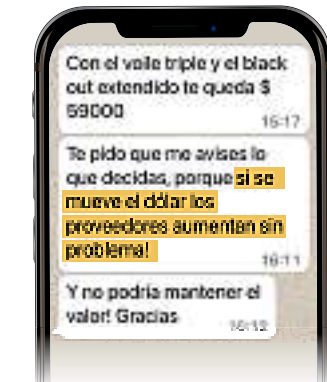 Con el voile triple y el black
out extendido te queda $
59000
16:17
Te pido que me avises lo
que decidas, porque si se
mueve el dólar los
proveedores aumentan sin
problema!
16:11
Y no podría mantener el
valor! Gracias
16:12